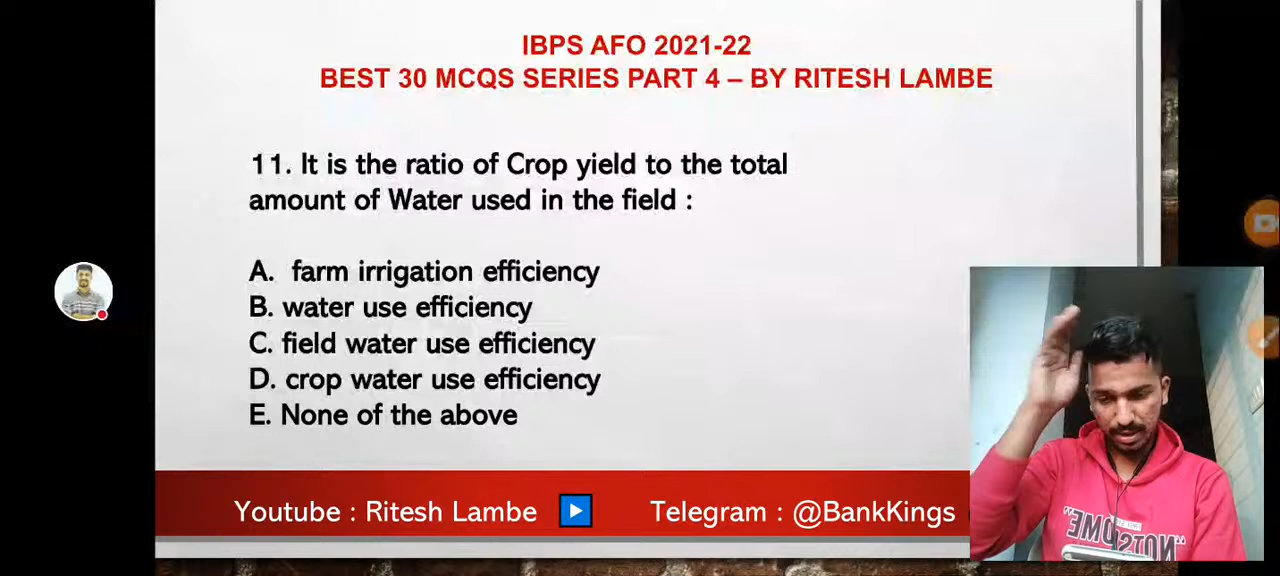 IBPS AFO 2021-22
BEST 30 MCQS SERIES PART 4 – BY RITESH LAMBE
11. It is the ratio of Crop yield to the total
amount of Water used in the field :
A. farm irrigation efficiency
B. water use efficiency
C. field water use efficiency
D. crop water use efficiency
E. None of the above
Youtube : Ritesh Lambe
Telegram : @BankKings